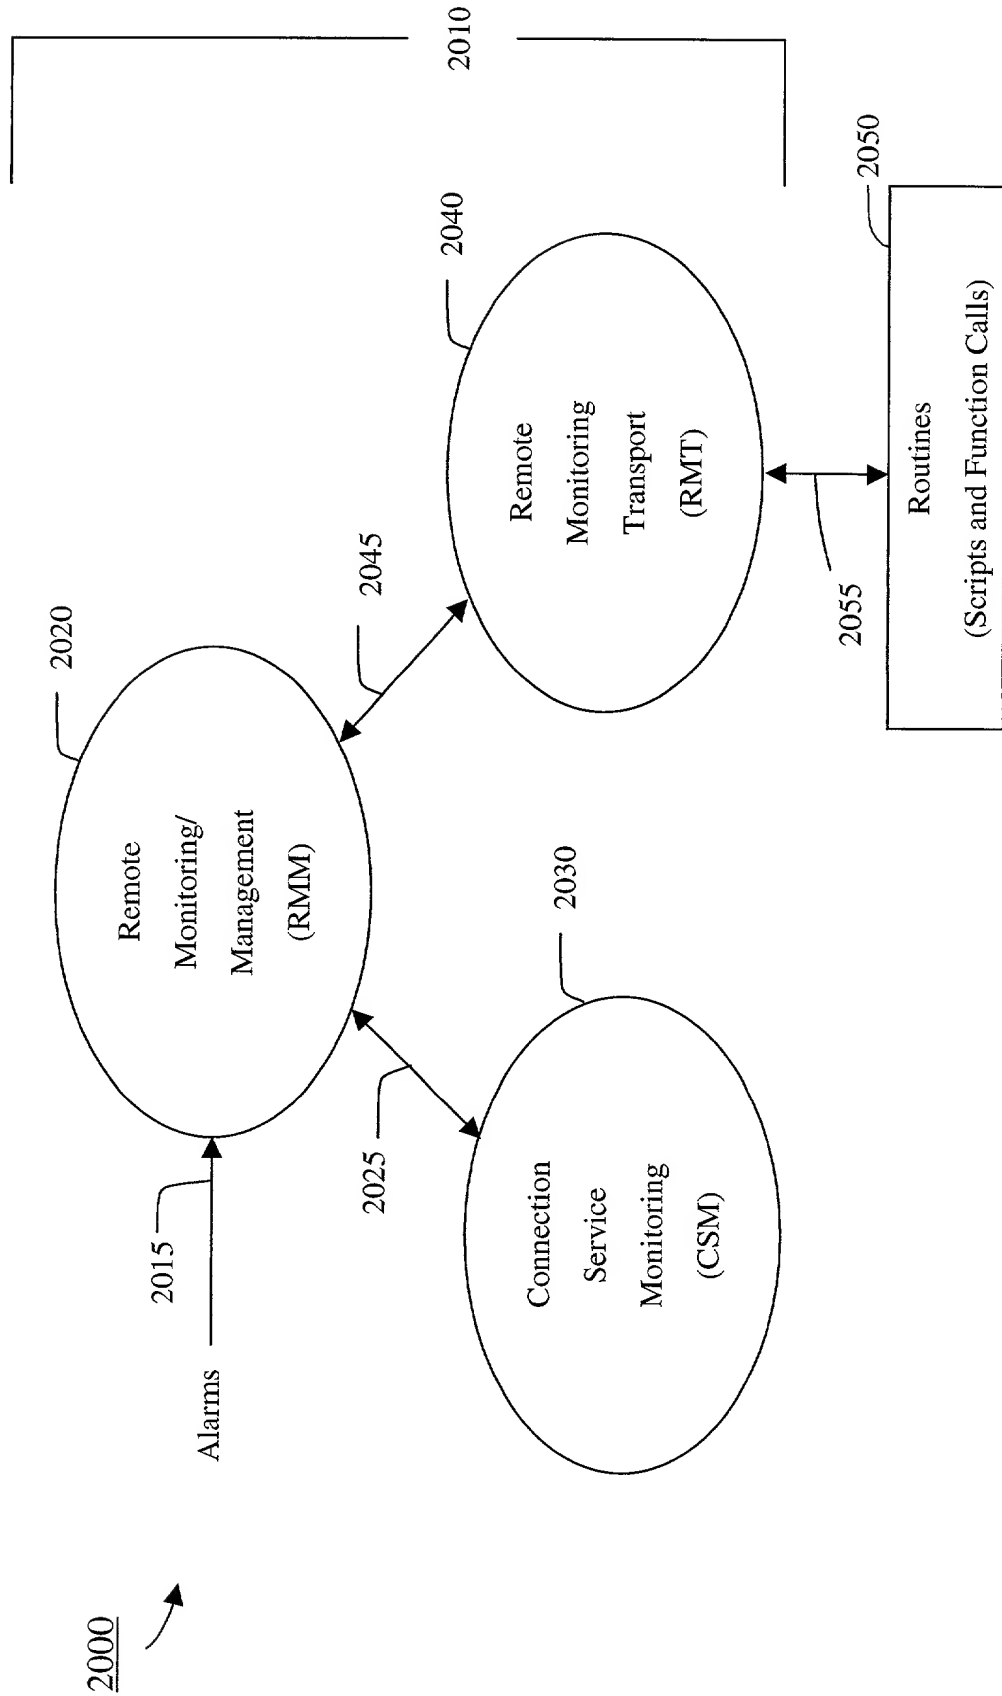 2000
Alarms
2015
Remote
Monitoring/
Management
(RMM)
2020
2025
2045
Connection
Service
Monitoring
(CSM)
2030
Remote
Monitoring
Transport
(RMT)
2040
2010
2055
2050
Routines
(Scripts and Function Calls)